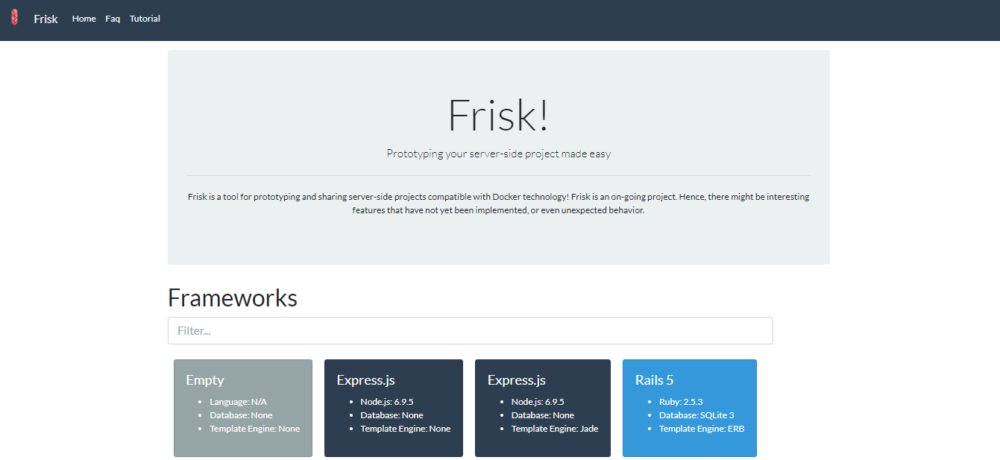 Frisk Home Faq Tutorial
Frisk!
Prototyping your server-side project made easy
Frisk is a tool for prototyping and sharing server-side projects compatible with Docker technology! Frisk is an on-going project. Hence, there might be interesting
features that have not yet been implemented, or even unexpected behavior.
Frameworks
Filter...
Empty
Language: N/A
Database: None
Template Engine: None
Express.js
Node.js: 6.9.5
Database: None
Template Engine: None
Express.js
Node.js: 6.9.5
Database: None
Template Engine: Jade
Rails 5
Ruby: 2.5.3
Database: SQLite 3
Template Engine: ERB